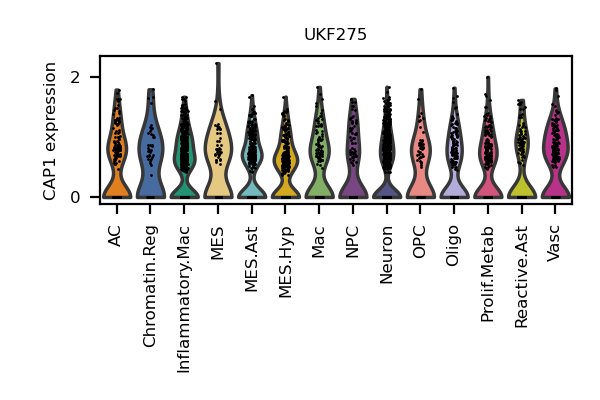 UKF275
CAP1 expression
2
0
AC
Chromatin.Reg
Inflammatory.Mac
MES
MES.Ast
MES.Hyp
Mac
NPC
Neuron
OPC
Oligo
Prolif.Metab
Reactive.Ast
Vasc